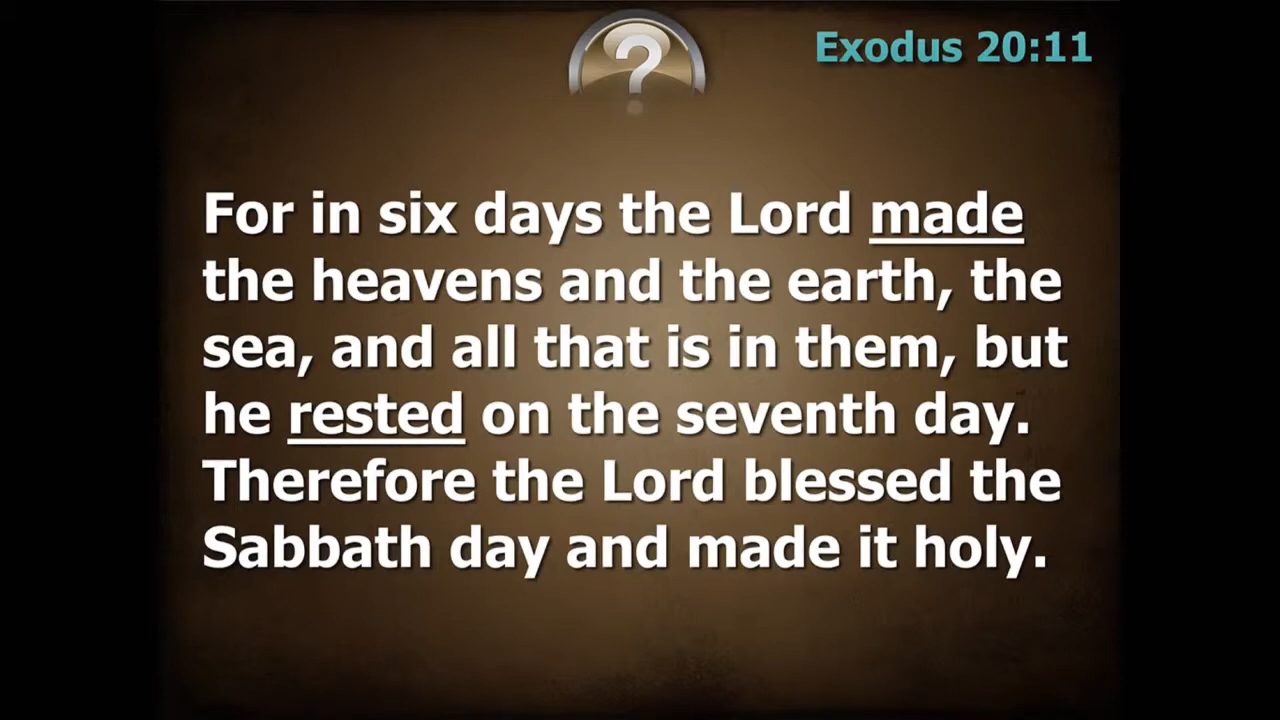 Exodus 20:11
?
For in six days the Lord made
the heavens and the earth, the
sea, and all that is in them, but
he rested on the seventh day.
Therefore the Lord blessed the
Sabbath day and made it holy.